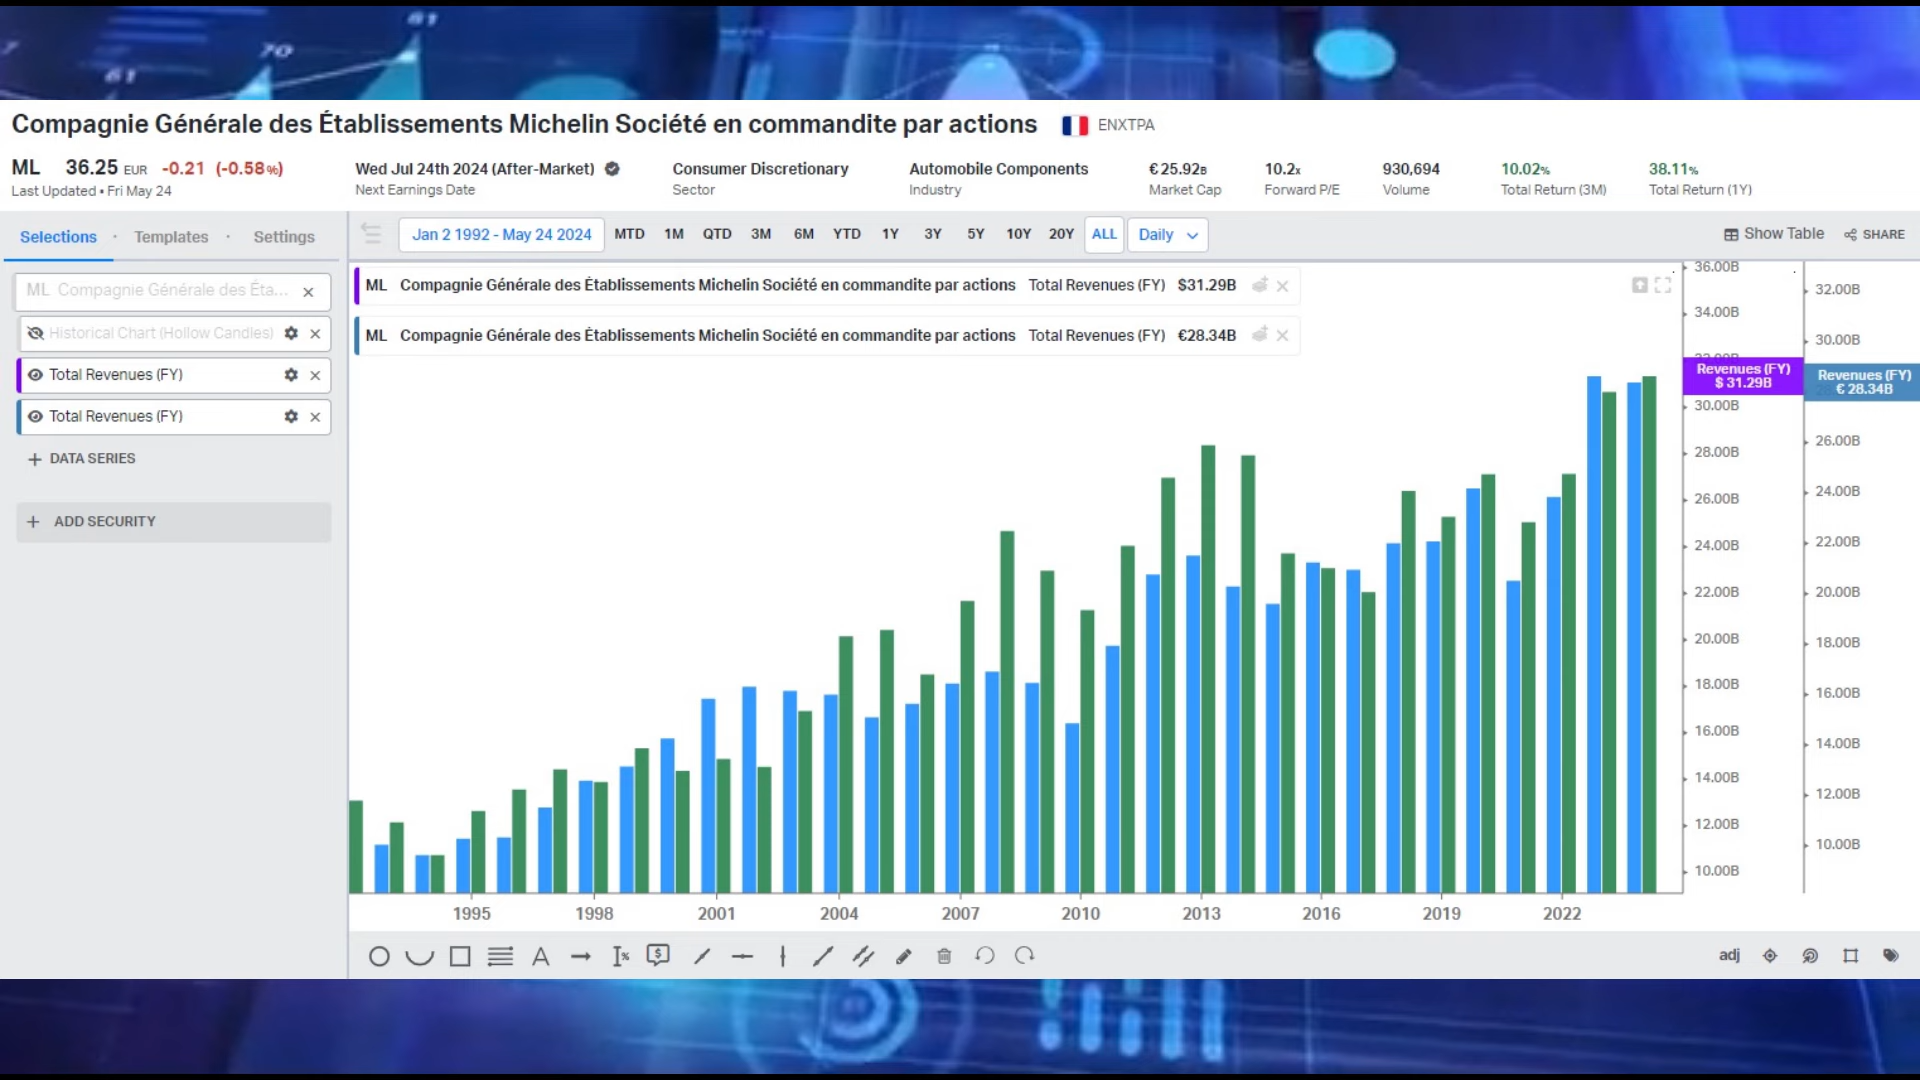 61
70
61
Compagnie Générale des Établissements Michelin Société en commandite par actions ENXTPA
ML 36.25 EUR -0.21 (-0.58%)
Last Updated • Fri May 24
Wed Jul 24th 2024 (After-Market)
Next Earnings Date
Consumer Discretionary
Sector
Automobile Components
Industry
€25.92B
Market Cap
10.2x
Forward P/E
930,694
Volume
10.02%
Total Return (3M)
38.11%
Total Return (1Y)
Selections · Templates · Settings
Jan 2 1992 - May 24 2024 MTD 1M QTD 3M 6M YTD 1Y 3Y 5Y 10Y 20Y ALL Daily
Show Table SHARE
ML Compagnie Générale des Éta...
Historical Chart (Hollow Candles)
Total Revenues (FY)
Total Revenues (FY)
+ DATA SERIES
+ ADD SECURITY
ML Compagnie Générale des Établissements Michelin Société en commandite par actions Total Revenues (FY) $31.29B
ML Compagnie Générale des Établissements Michelin Société en commandite par actions Total Revenues (FY) €28.34B
36.00B
34.00B
Revenues (FY)
$ 31.29B
30.00B
28.00B
26.00B
24.00B
22.00B
20.00B
18.00B
16.00B
14.00B
12.00B
10.00B
32.00B
30.00B
Revenues (FY)
€ 28.34B
26.00B
24.00B
22.00B
20.00B
18.00B
16.00B
14.00B
12.00B
10.00B
1995 1998 2001 2004 2007 2010 2013 2016 2019 2022
adj